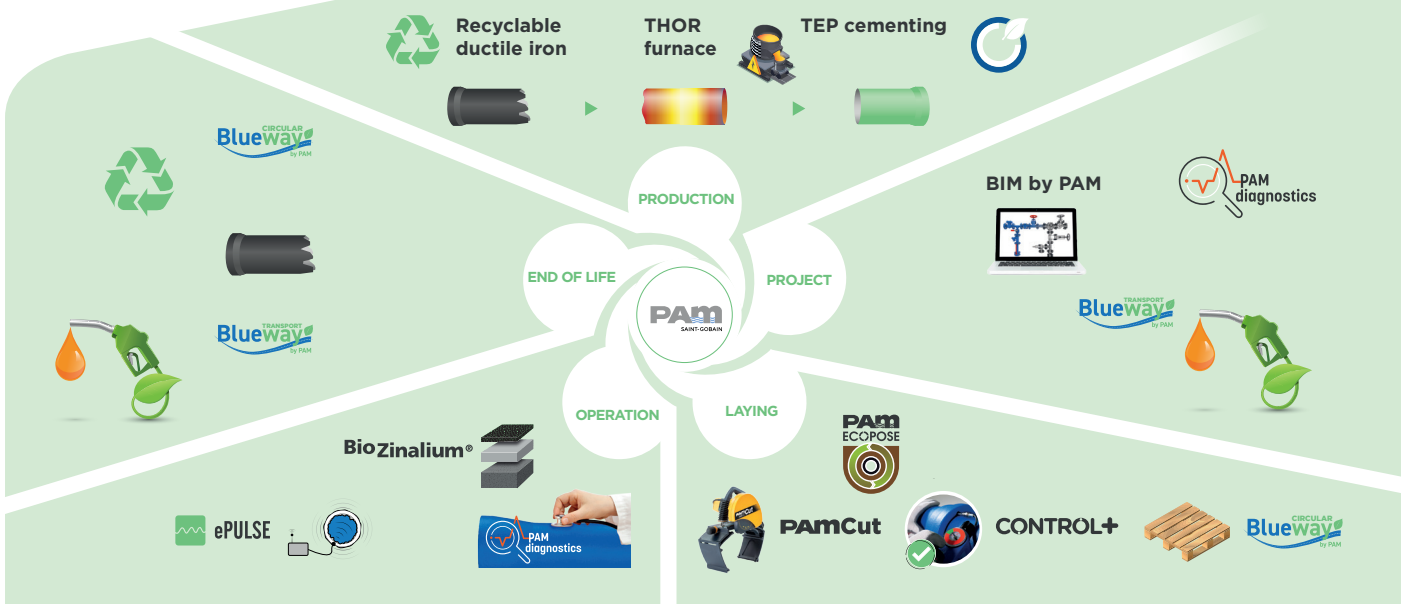 Recyclable
ductile iron
THOR
furnace
TEP cementing
CIRCULAR
Blueway
by PAM
TRANSPORT
Blueway
by PAM
PRODUCTION
END OF LIFE
PROJECT
OPERATION
LAYING
PAM
SAINT-GOBAIN
BIM by PAM
PAM
diagnostics
TRANSPORT
Blueway
by PAM
BioZinalium®
ePULSE
PAM
diagnostics
PAM
ECOPOSE
PAMCUT
PAMCut
CONTROL+
CIRCULAR
Blueway
by PAM